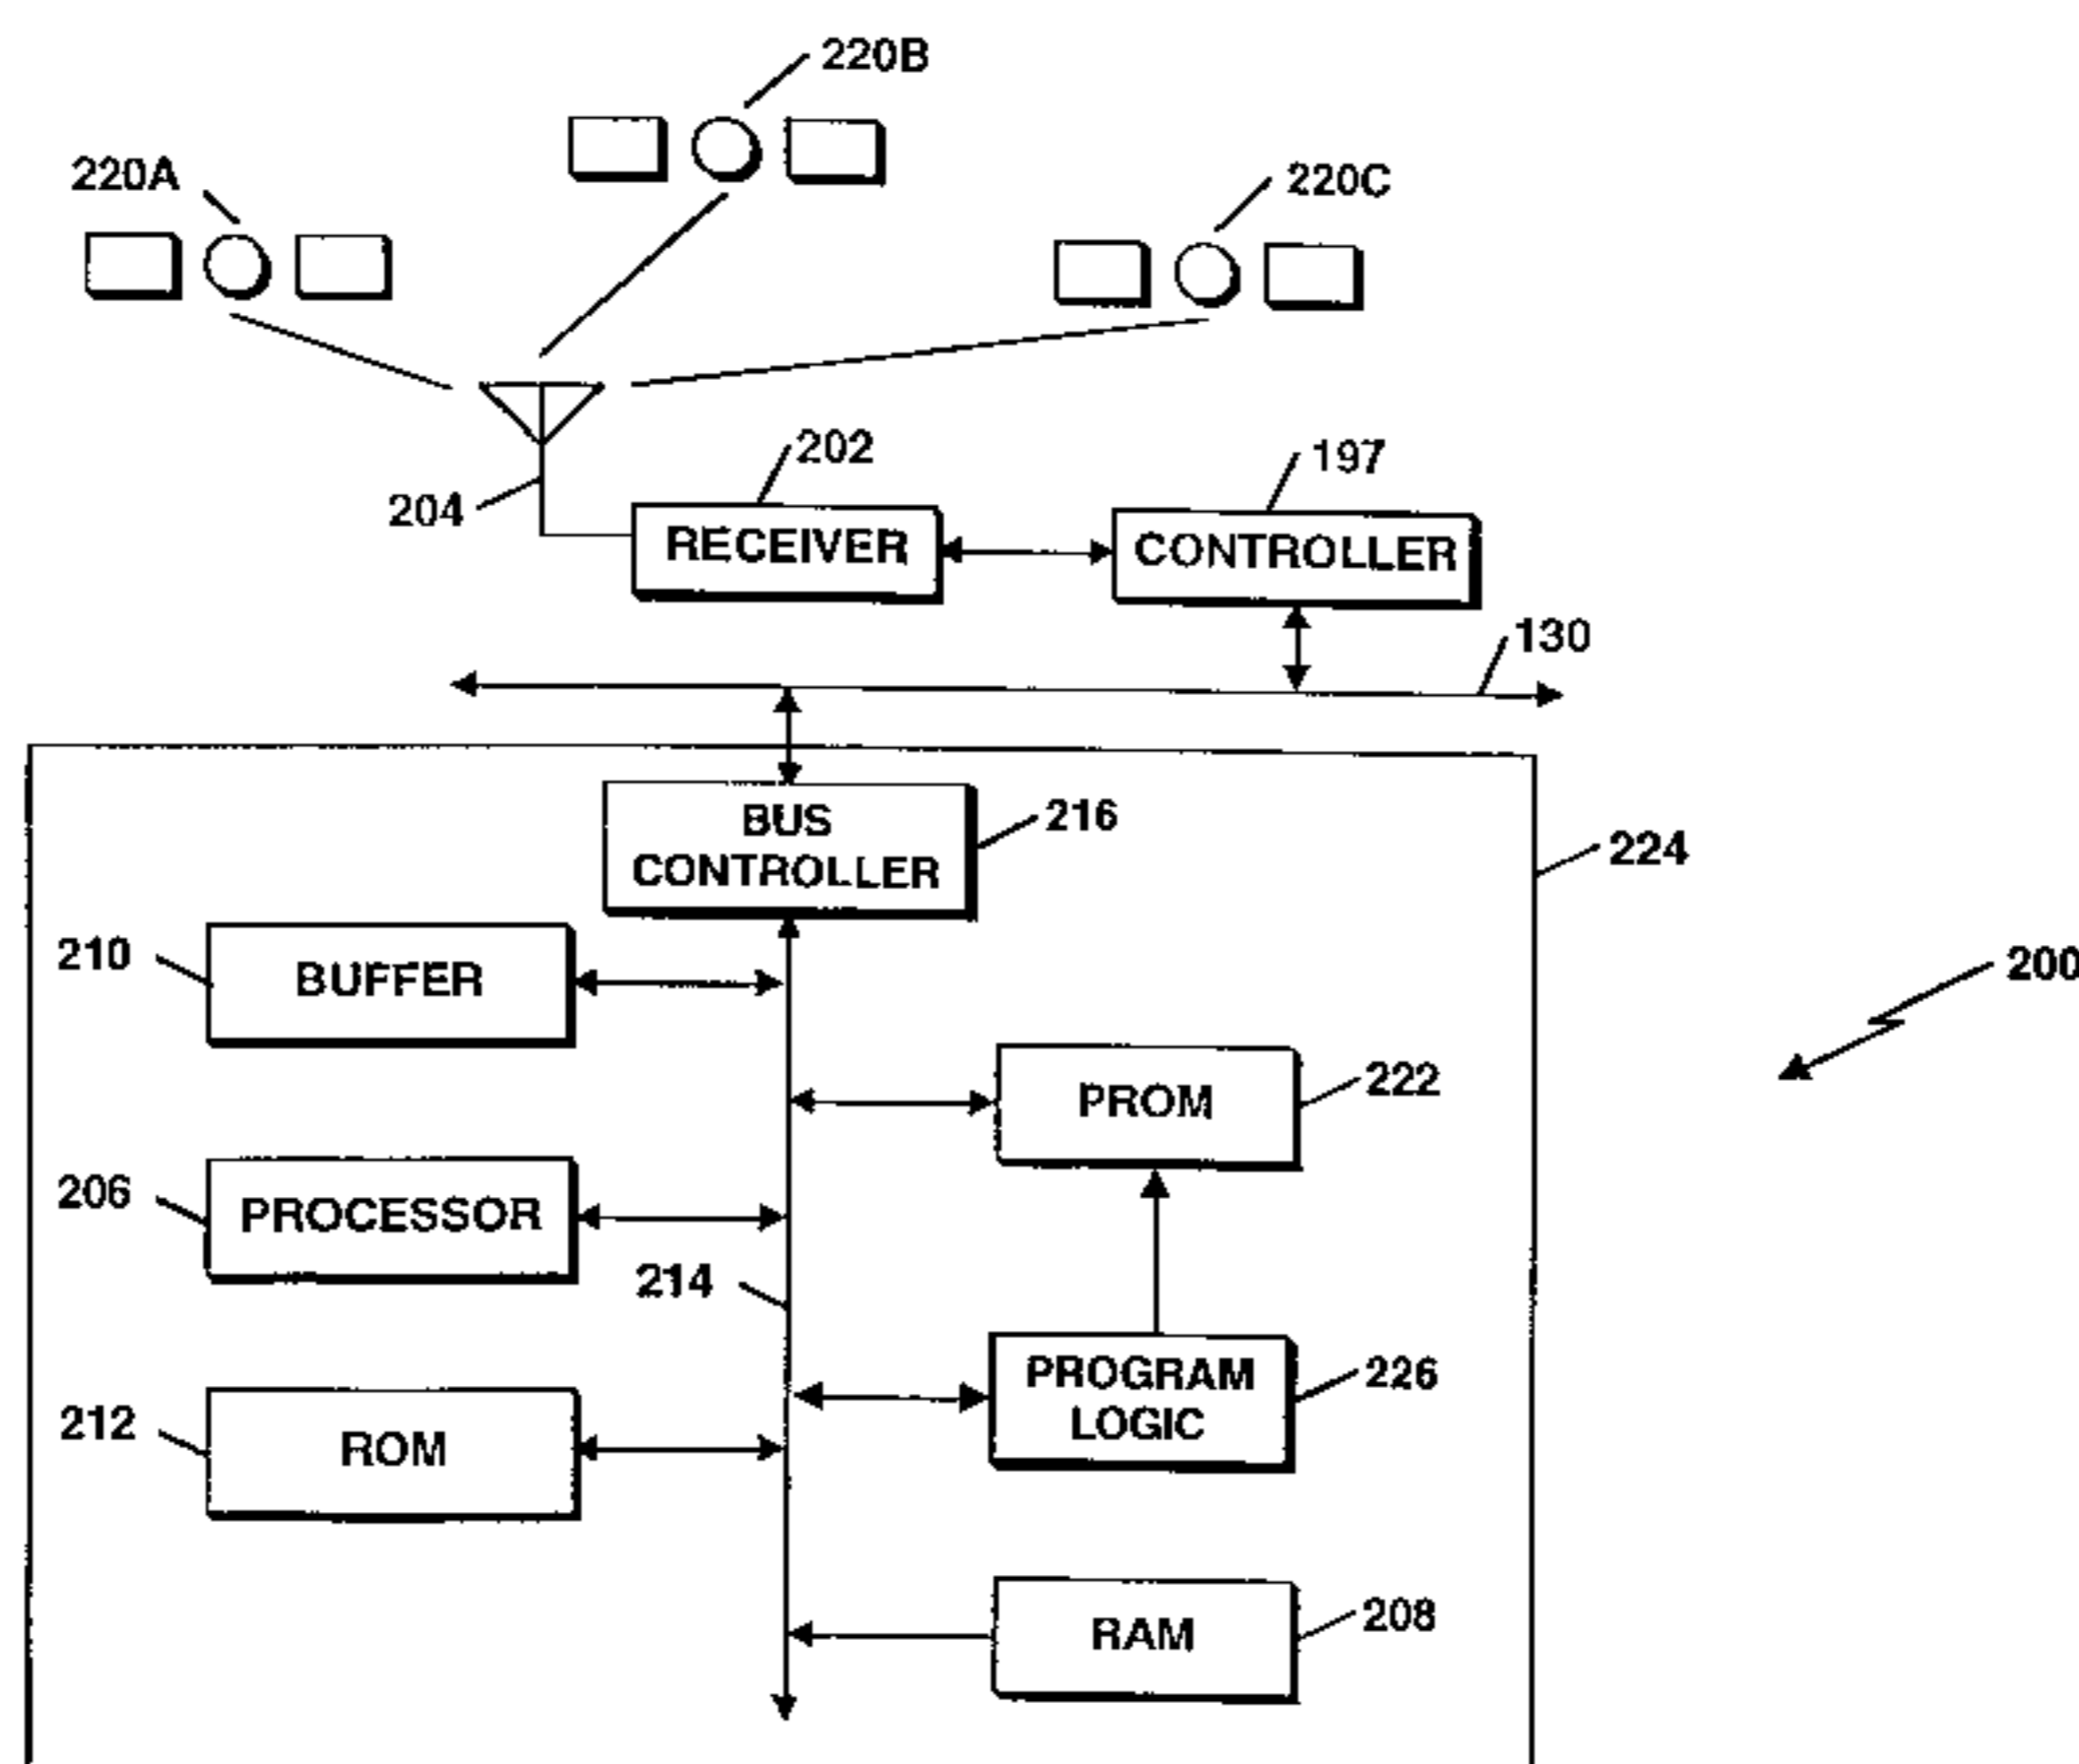 220B
220A
220C
202
197
204
RECEIVER
CONTROLLER
130
BUS
CONTROLLER
216
224
210
BUFFER
200
PROM
222
206
PROCESSOR
214
PROGRAM
LOGIC
226
212
ROM
RAM
208